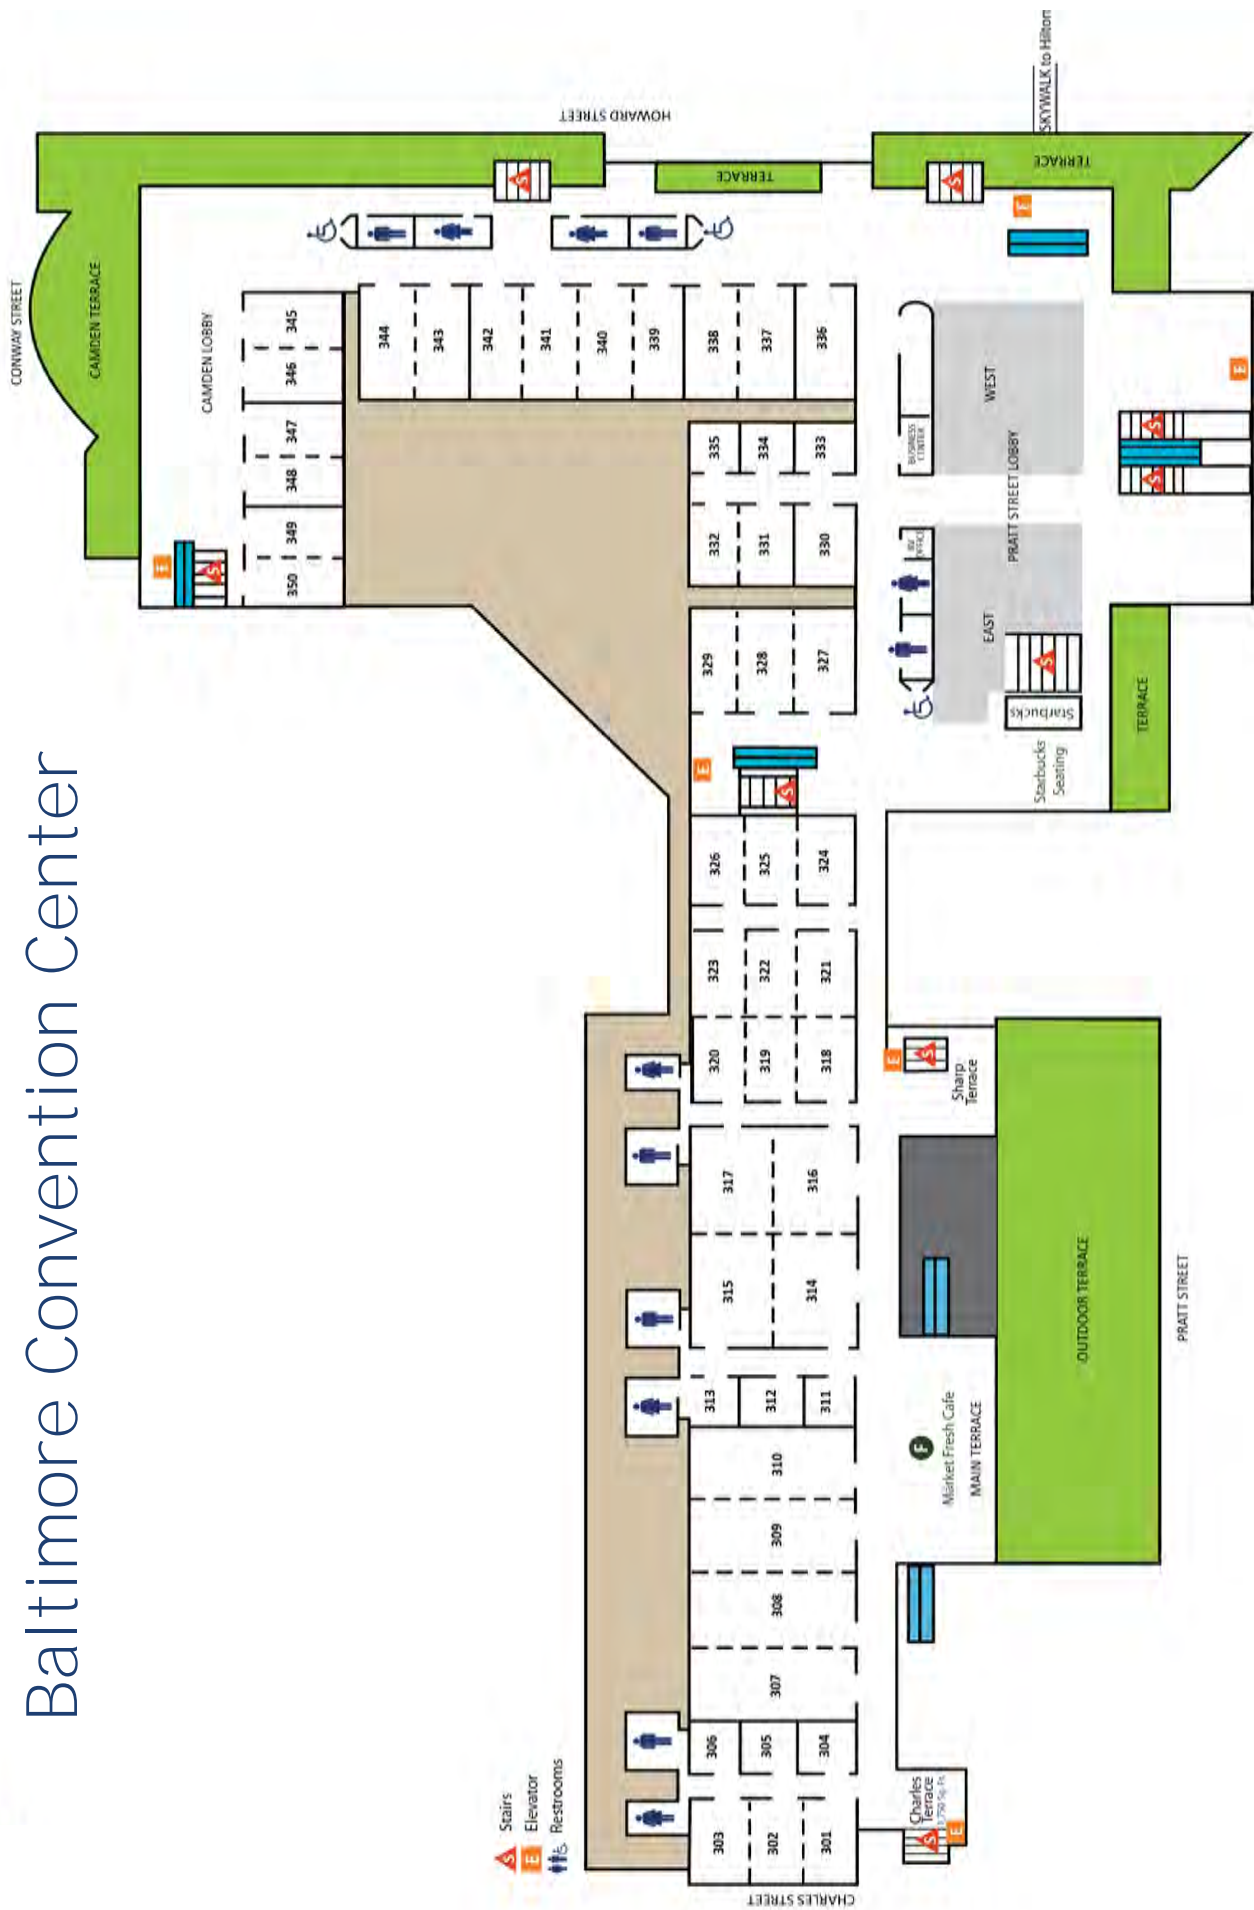 Baltimore Convention Center
S Stairs
E Elevator
Restrooms
CONWAY STREET
CAMDEN TERRACE
CAMDEN LOBBY
HOWARD STREET
TERRACE
TERRACE
SKYWALK to Hilton
E
S
S
S
E
350
349
348
347
346
345
344
343
342
341
340
339
338
337
336
335
334
333
332
331
330
329
328
327
E
S
326
325
324
323
322
321
320
319
318
317
316
315
314
313
312
311
310
309
308
307
306
305
304
303
302
301
CHARLES STREET
BUSINESS
CENTER
OFFICE
WEST
EAST
PRATT STREET LOBBY
E
S
S
S
Starbucks
Starbucks
Seating
TERRACE
E
S
Sharp
Terrace
F
Market Fresh Cafe
MAIN TERRACE
OUTDOOR TERRACE
PRATT STREET
Charles
Terrace
S
E